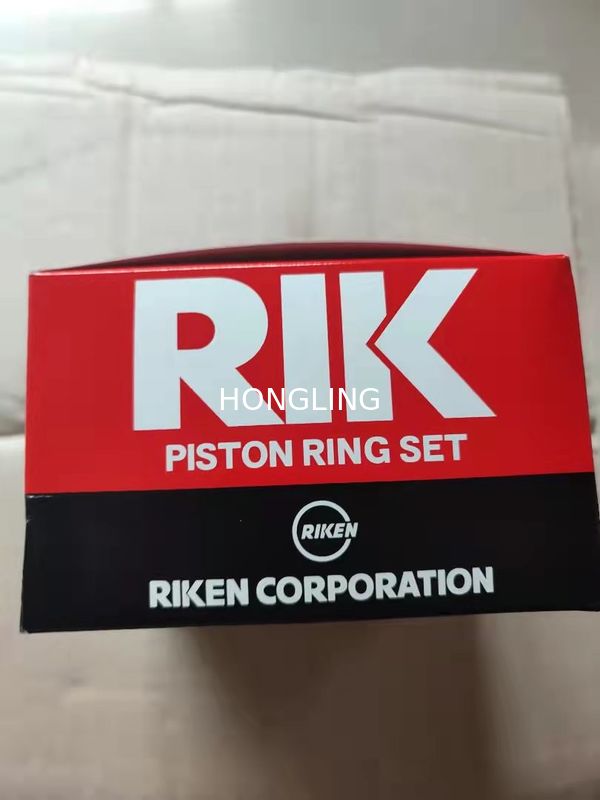 RIK
HONGLING
PISTON RING SET
RIKEN
RIKEN CORPORATION